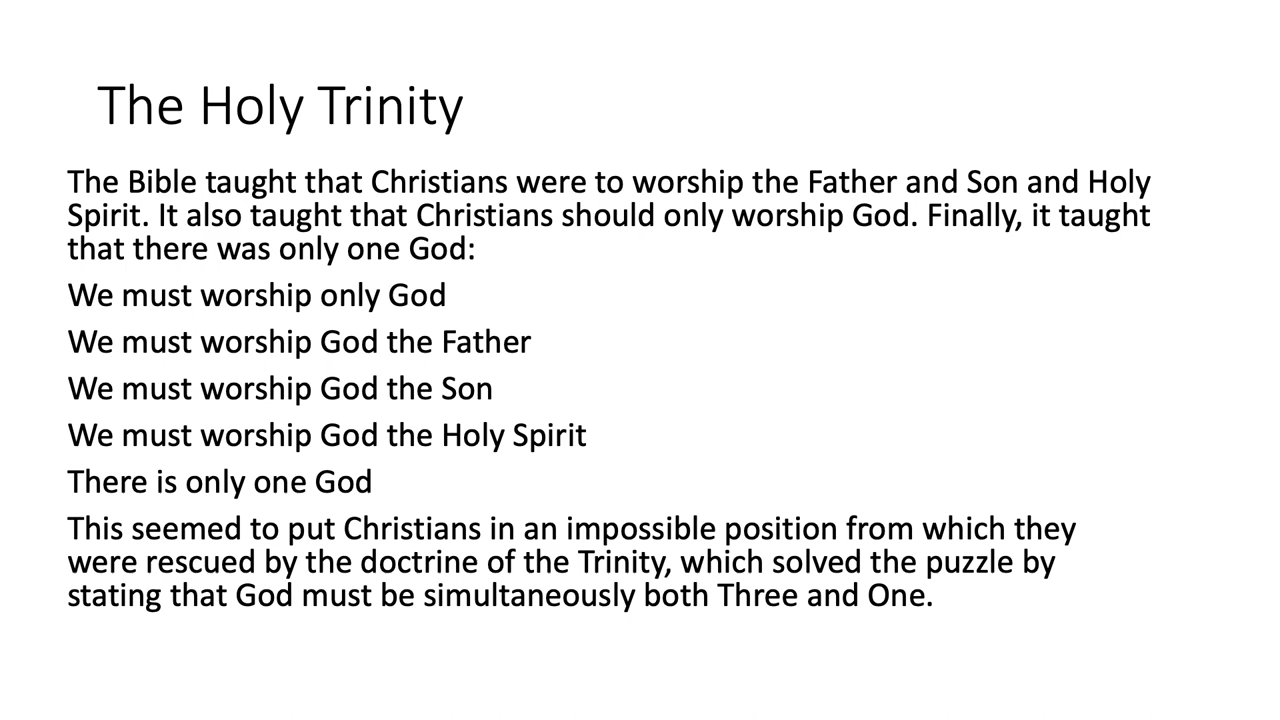 The Holy Trinity
The Bible taught that Christians were to worship the Father and Son and Holy
Spirit. It also taught that Christians should only worship God. Finally, it taught
that there was only one God:
We must worship only God
We must worship God the Father
We must worship God the Son
We must worship God the Holy Spirit
There is only one God
This seemed to put Christians in an impossible position from which they
were rescued by the doctrine of the Trinity, which solved the puzzle by
stating that God must be simultaneously both Three and One.